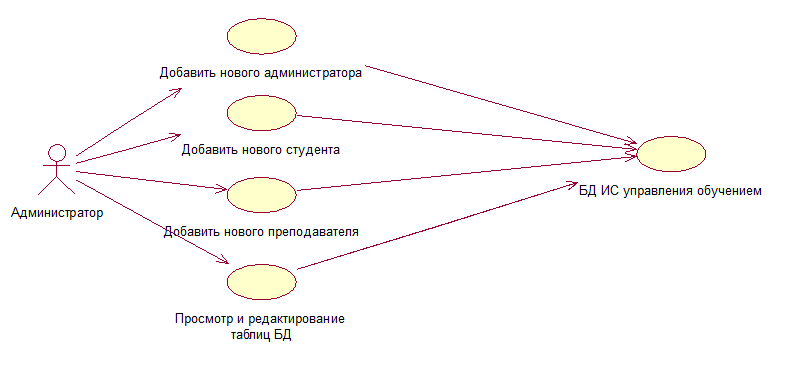 Добавить нового администратора
Добавить нового студента
БД ИС управления обучением
Администратор
Добавить нового преподавателя
Просмотр и редактирование
таблиц БД